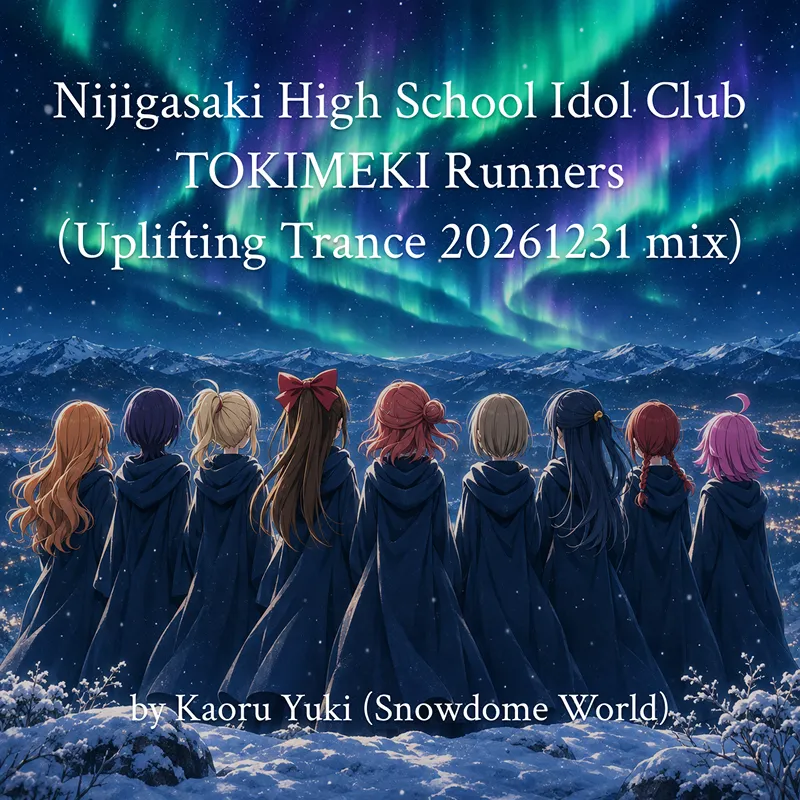 Nijigasaki High School Idol Club
TOKIMEKI Runners
(Uplifting Trance 20261231 mix)
by Kaoru Yuki (Snowdome World)